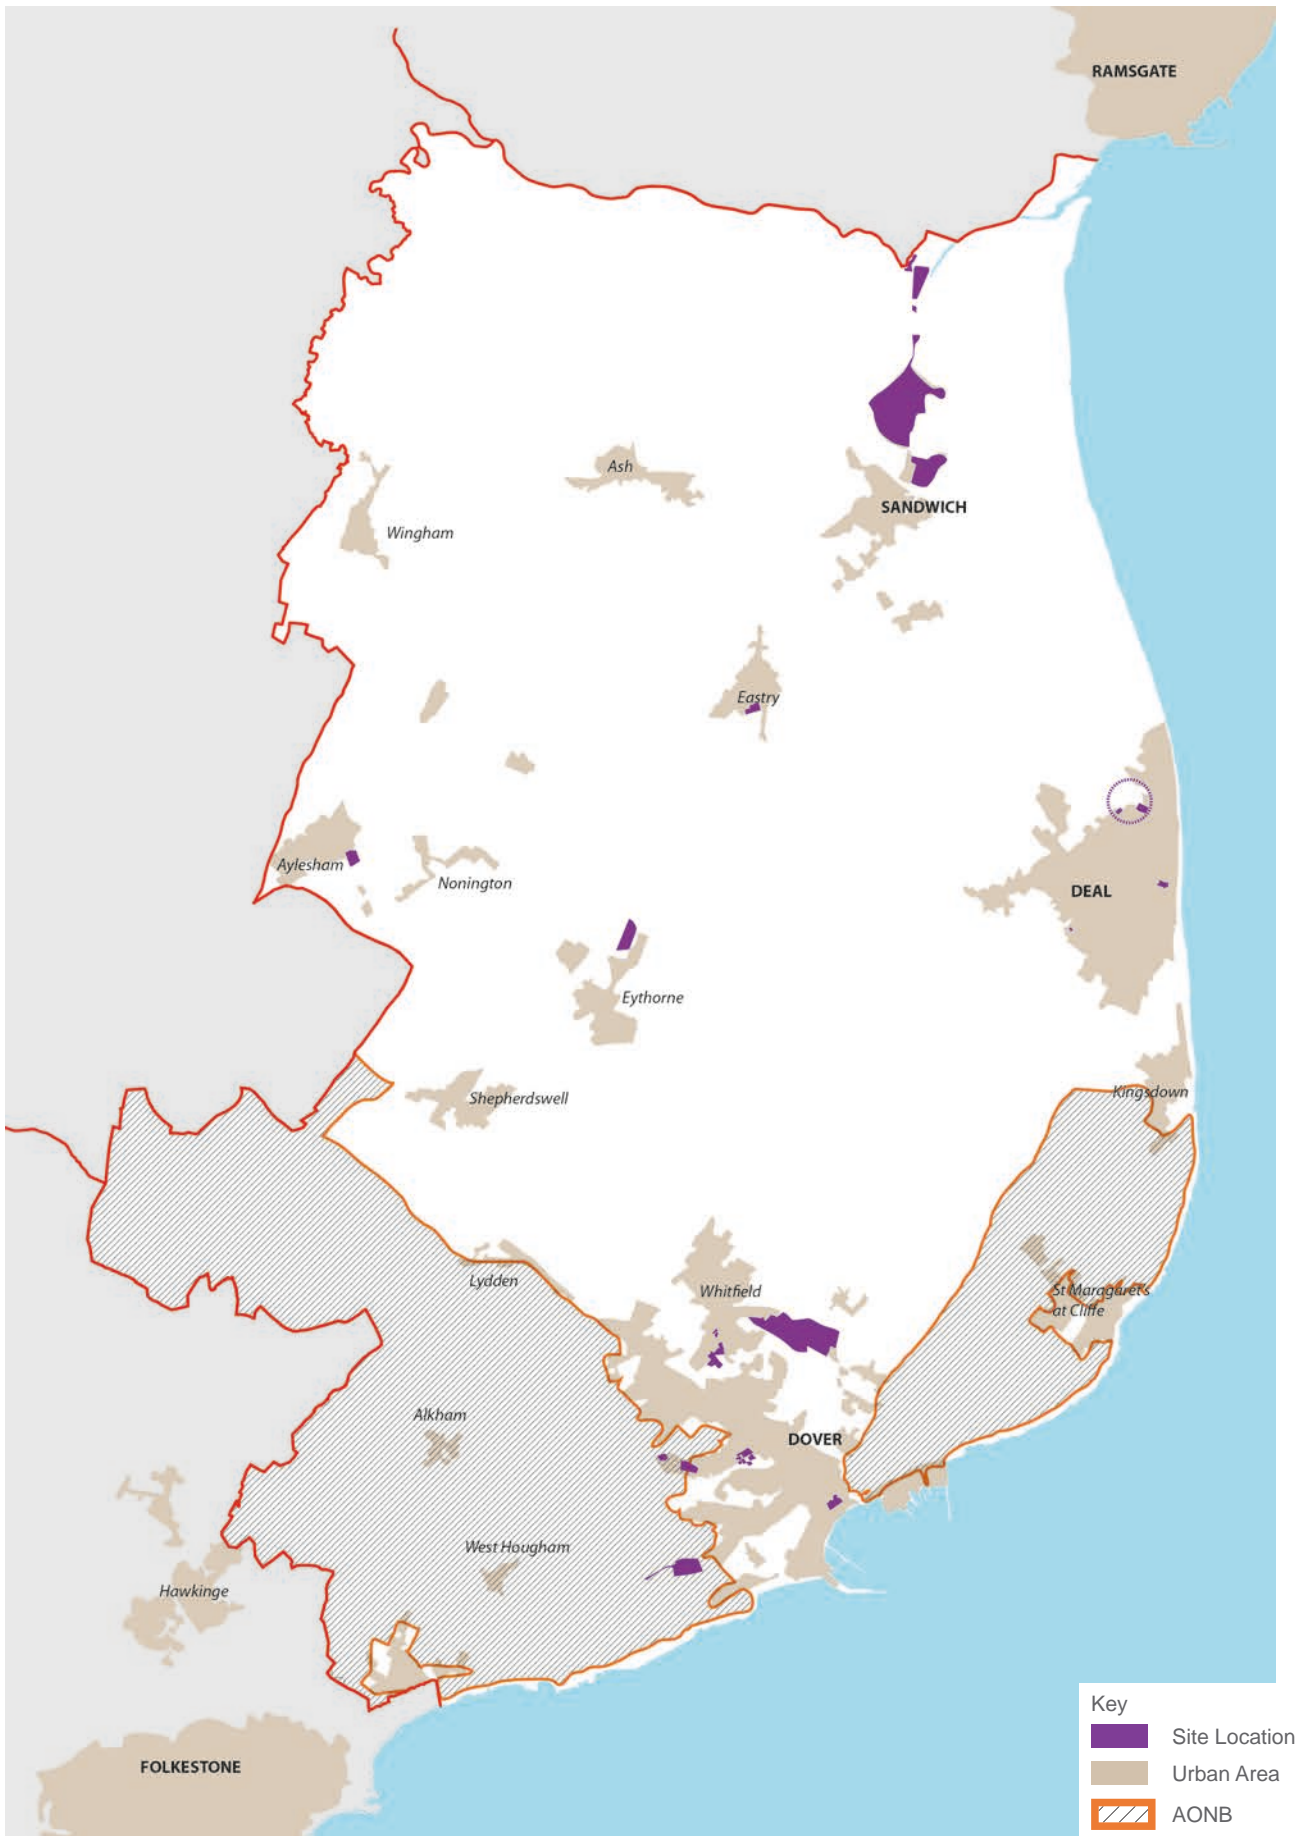 RAMSGATE
Ash
SANDWICH
Wingham
Eastry
Aylesham
Nonington
DEAL
Eythorne
Shepherdswell
Kingsdown
Lydden
Whitfield
St Maragaret's
at Cliffe
Alkham
DOVER
West Hougham
Hawkinge
FOLKESTONE
Key
Site Location
Urban Area
AONB